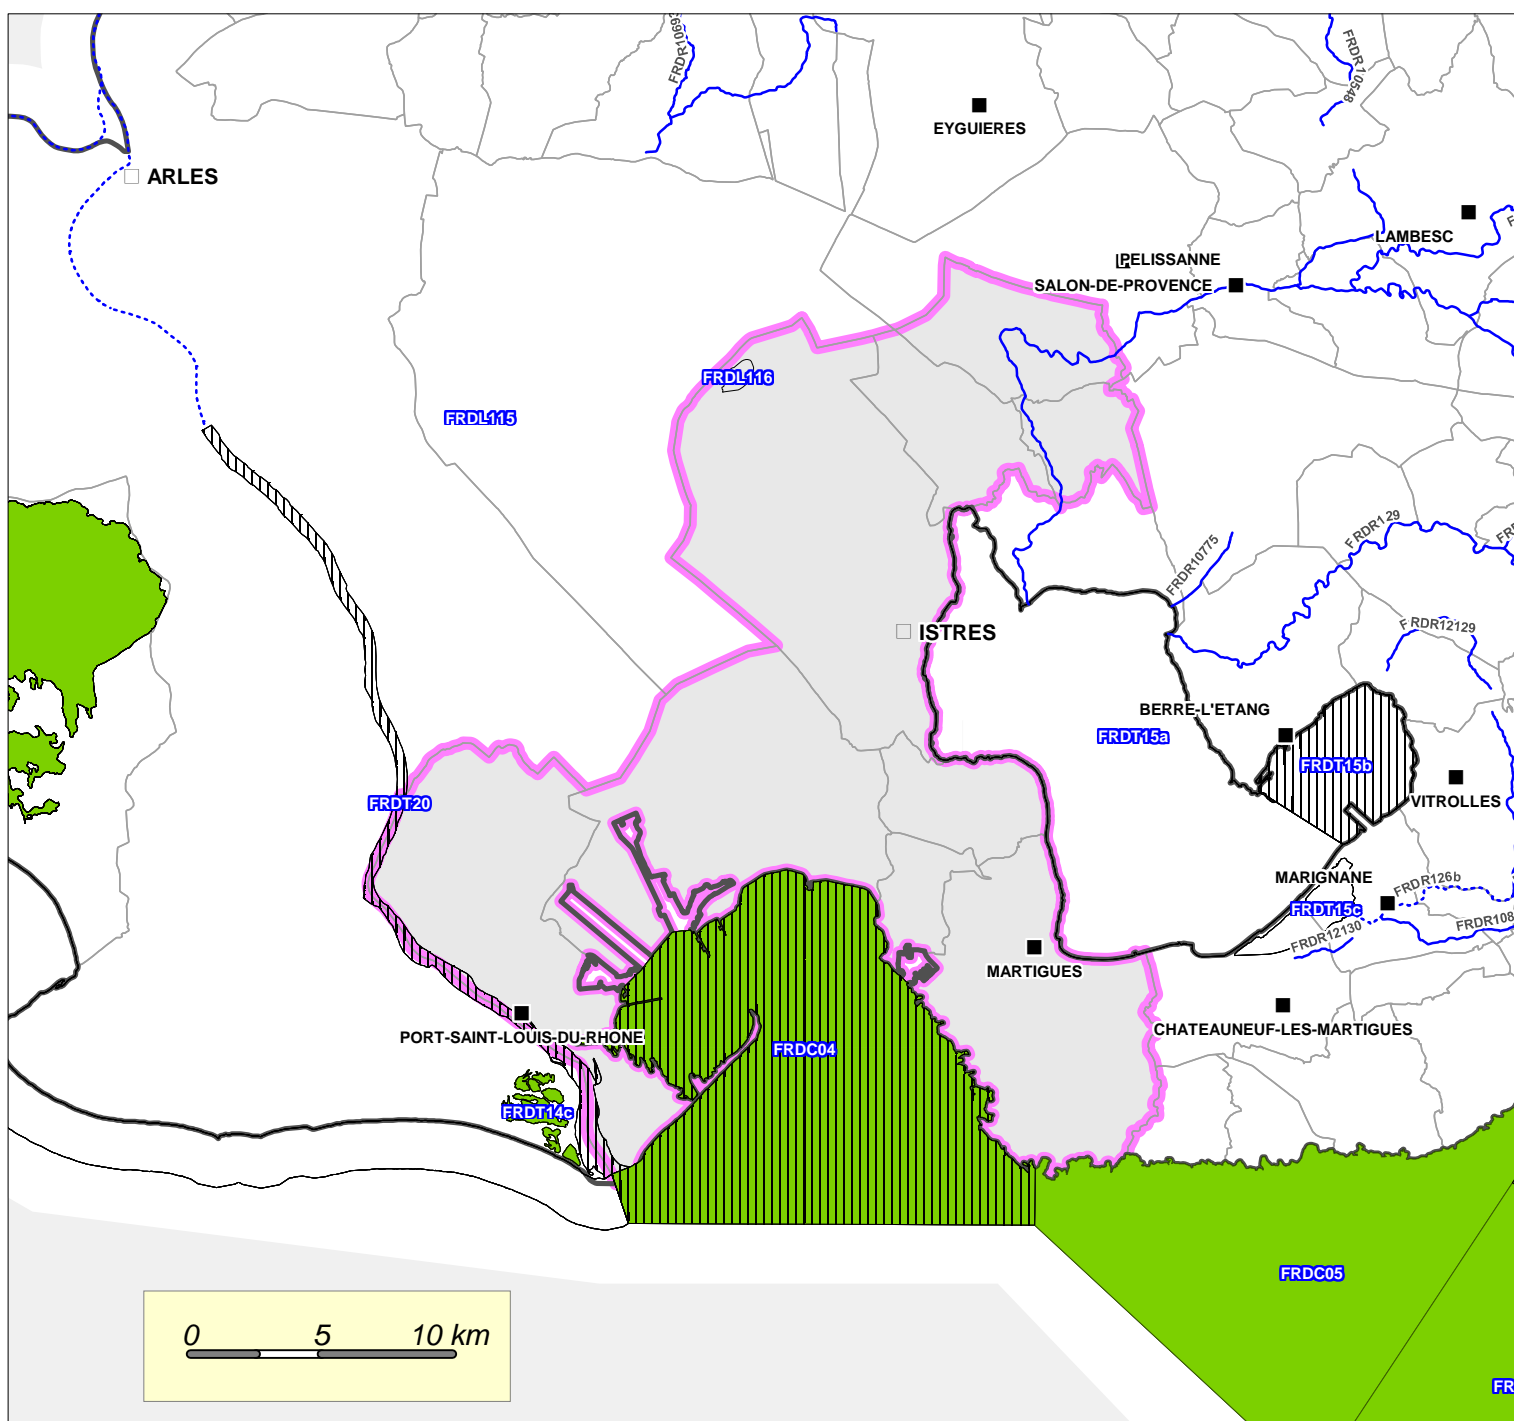 FRDR10693
FRDR10548
EYGUIERES
ARLES
LAMBESC
PELISSANNE
SALON-DE-PROVENCE
FRDL116
FRDL115
FRDR129
FRDR10775
FRDR12129
ISTRES
BERRE-L'ETANG
FRDT15a
FRDT15b
VITROLLES
FRDT20
MARIGNANE
FRDR126b
FRDT15c
FRDR108
FRDR12130
MARTIGUES
CHATEAUNEUF-LES-MARTIGUES
PORT-SAINT-LOUIS-DU-RHONE
FRDC04
FRDT14c
FRDC05
0 5 10 km
FR